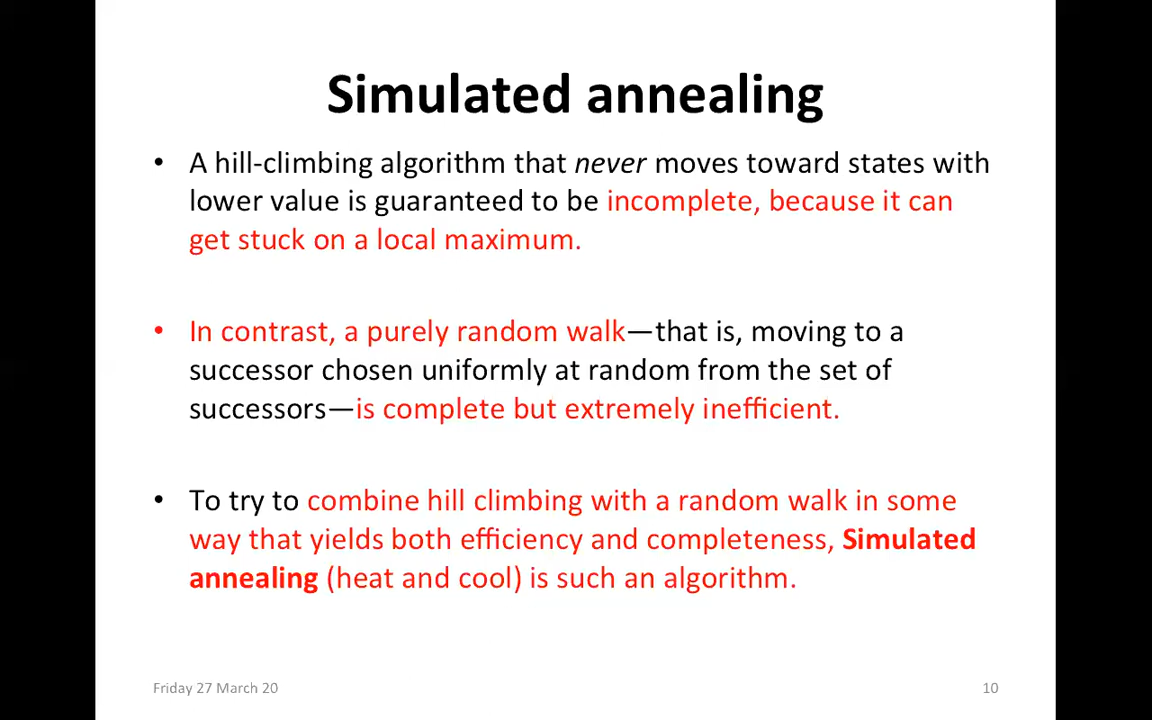 Simulated annealing
• A hill-climbing algorithm that never moves toward states with
lower value is guaranteed to be incomplete, because it can
get stuck on a local maximum.
• In contrast, a purely random walk—that is, moving to a
successor chosen uniformly at random from the set of
successors—is complete but extremely inefficient.
• To try to combine hill climbing with a random walk in some
way that yields both efficiency and completeness, Simulated
annealing (heat and cool) is such an algorithm.
Friday 27 March 20
10